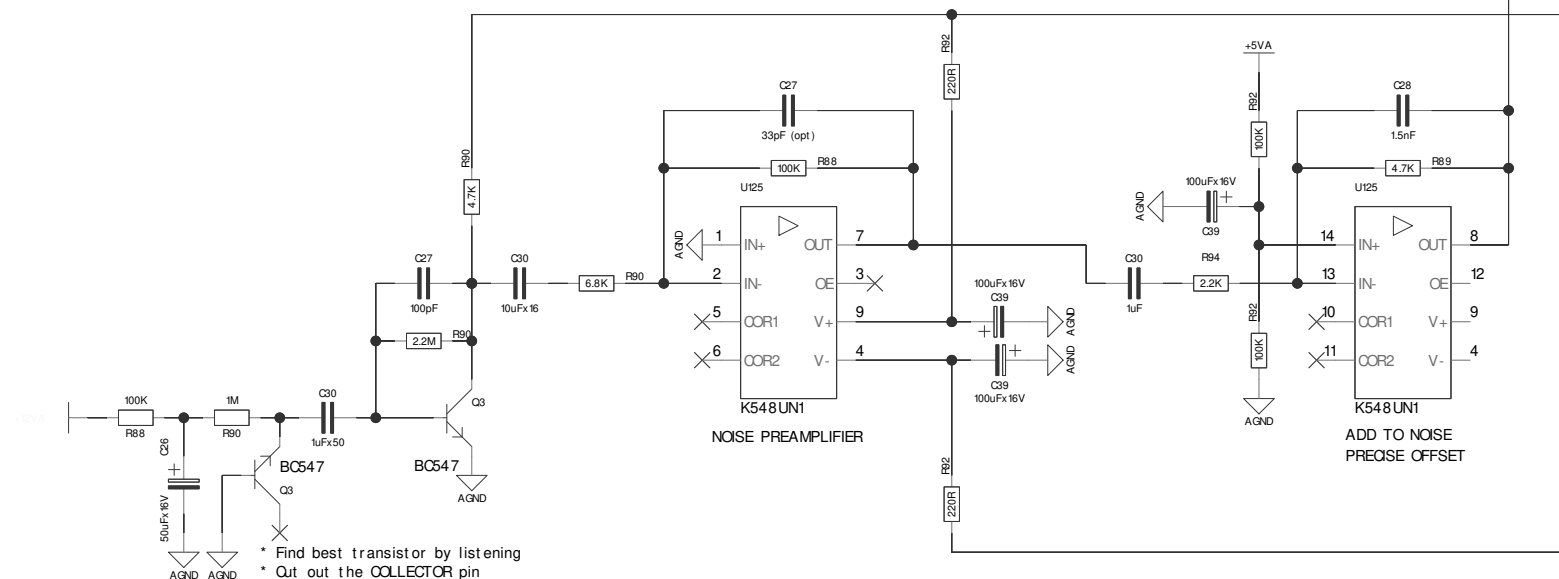 R92
220R
+5VA
R92
100K
C27
33pF (opt)
100K
R88
U125
C28
1.5nF
4.7K
R89
U125
R90
4.7K
100uFx16V
+
C39
AGND
AGND
1
IN+
OUT
7
2
IN-
OE
3
5
COR1
V+
9
6
COR2
V-
4
K548UN1
NOISE PREAMPLIFIER
14
IN+
OUT
8
13
IN-
OE
12
10
COR1
V+
9
11
COR2
V-
4
K548UN1
ADD TO NOISE
PRECISE OFFSET
C27
100pF
C30
10uFx16
6.8K
R90
2.2M
R90
C30
1uF
R94
2.2K
100uFx16V
C39
+
AGND
+
C39
100uFx16V
AGND
R92
100K
AGND
+12VA
100K
R88
1M
R90
C30
1uFx50
Q3
BC547
AGND
C26
+
50uFx16V
BC547
Q3
AGND
AGND
R92
220R
* Find best transistor by listening
* Cut out the COLLECTOR pin